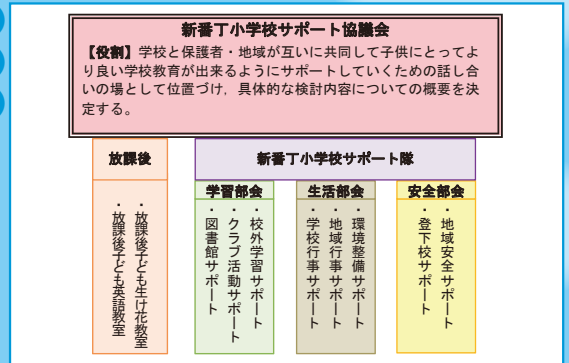 新番丁小学校サポート協議会
【役割】学校と保護者・地域が互いに共同して子供にとってよ
り良い学校教育が出来るようにサポートしていくための話し合
いの場として位置づけ，具体的な検討内容についての概要を決
定する。
放課後
・放課後子ども生け花教室
・放課後子ども英語教室
新番丁小学校サポート隊
学習部会
・校外学習サポート
・クラブ活動サポート
・図書館サポート
生活部会
・環境整備サポート
・地域行事サポート
・学校行事サポート
安全部会
・地域安全サポート
・登下校サポート